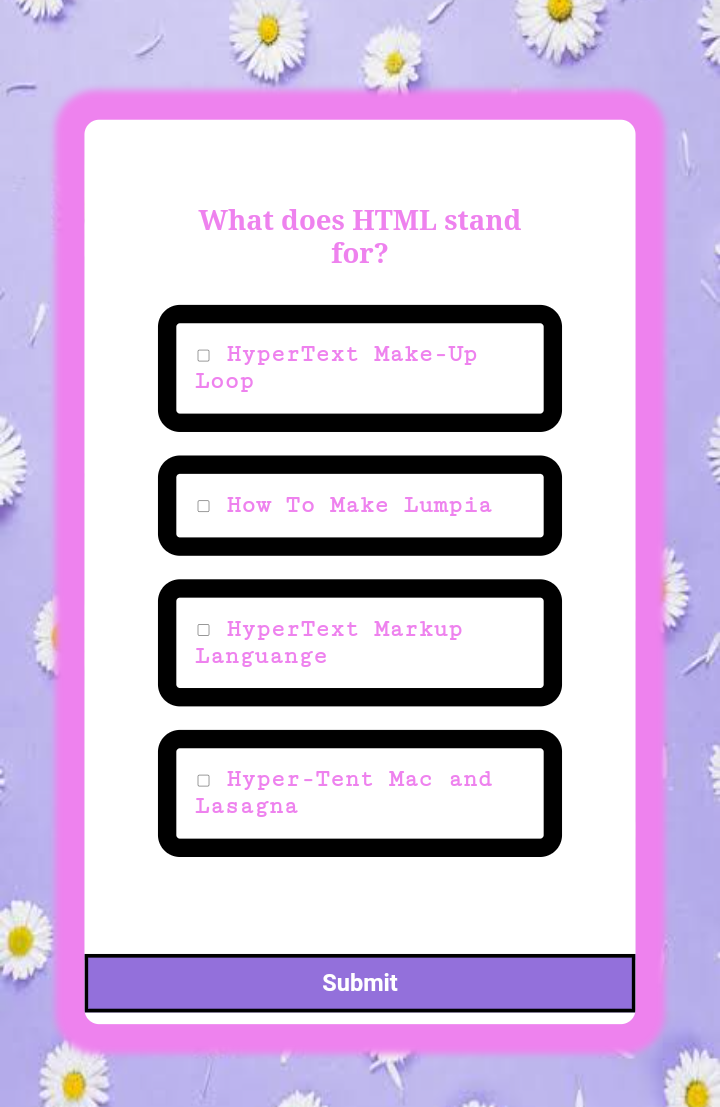 What does HTML stand
for?
HyperText Make-Up
Loop
How To Make Lumpia
HyperText Markup
Languange
Hyper-Tent Mac and
Lasagna
Submit